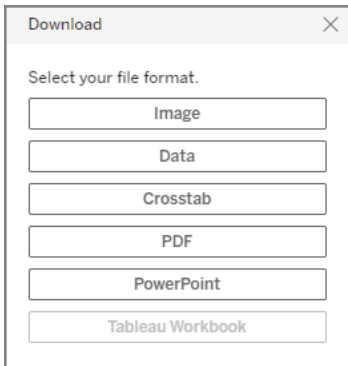 Download
Select your file format.
Image
Data
Crosstab
PDF
PowerPoint
Tableau Workbook